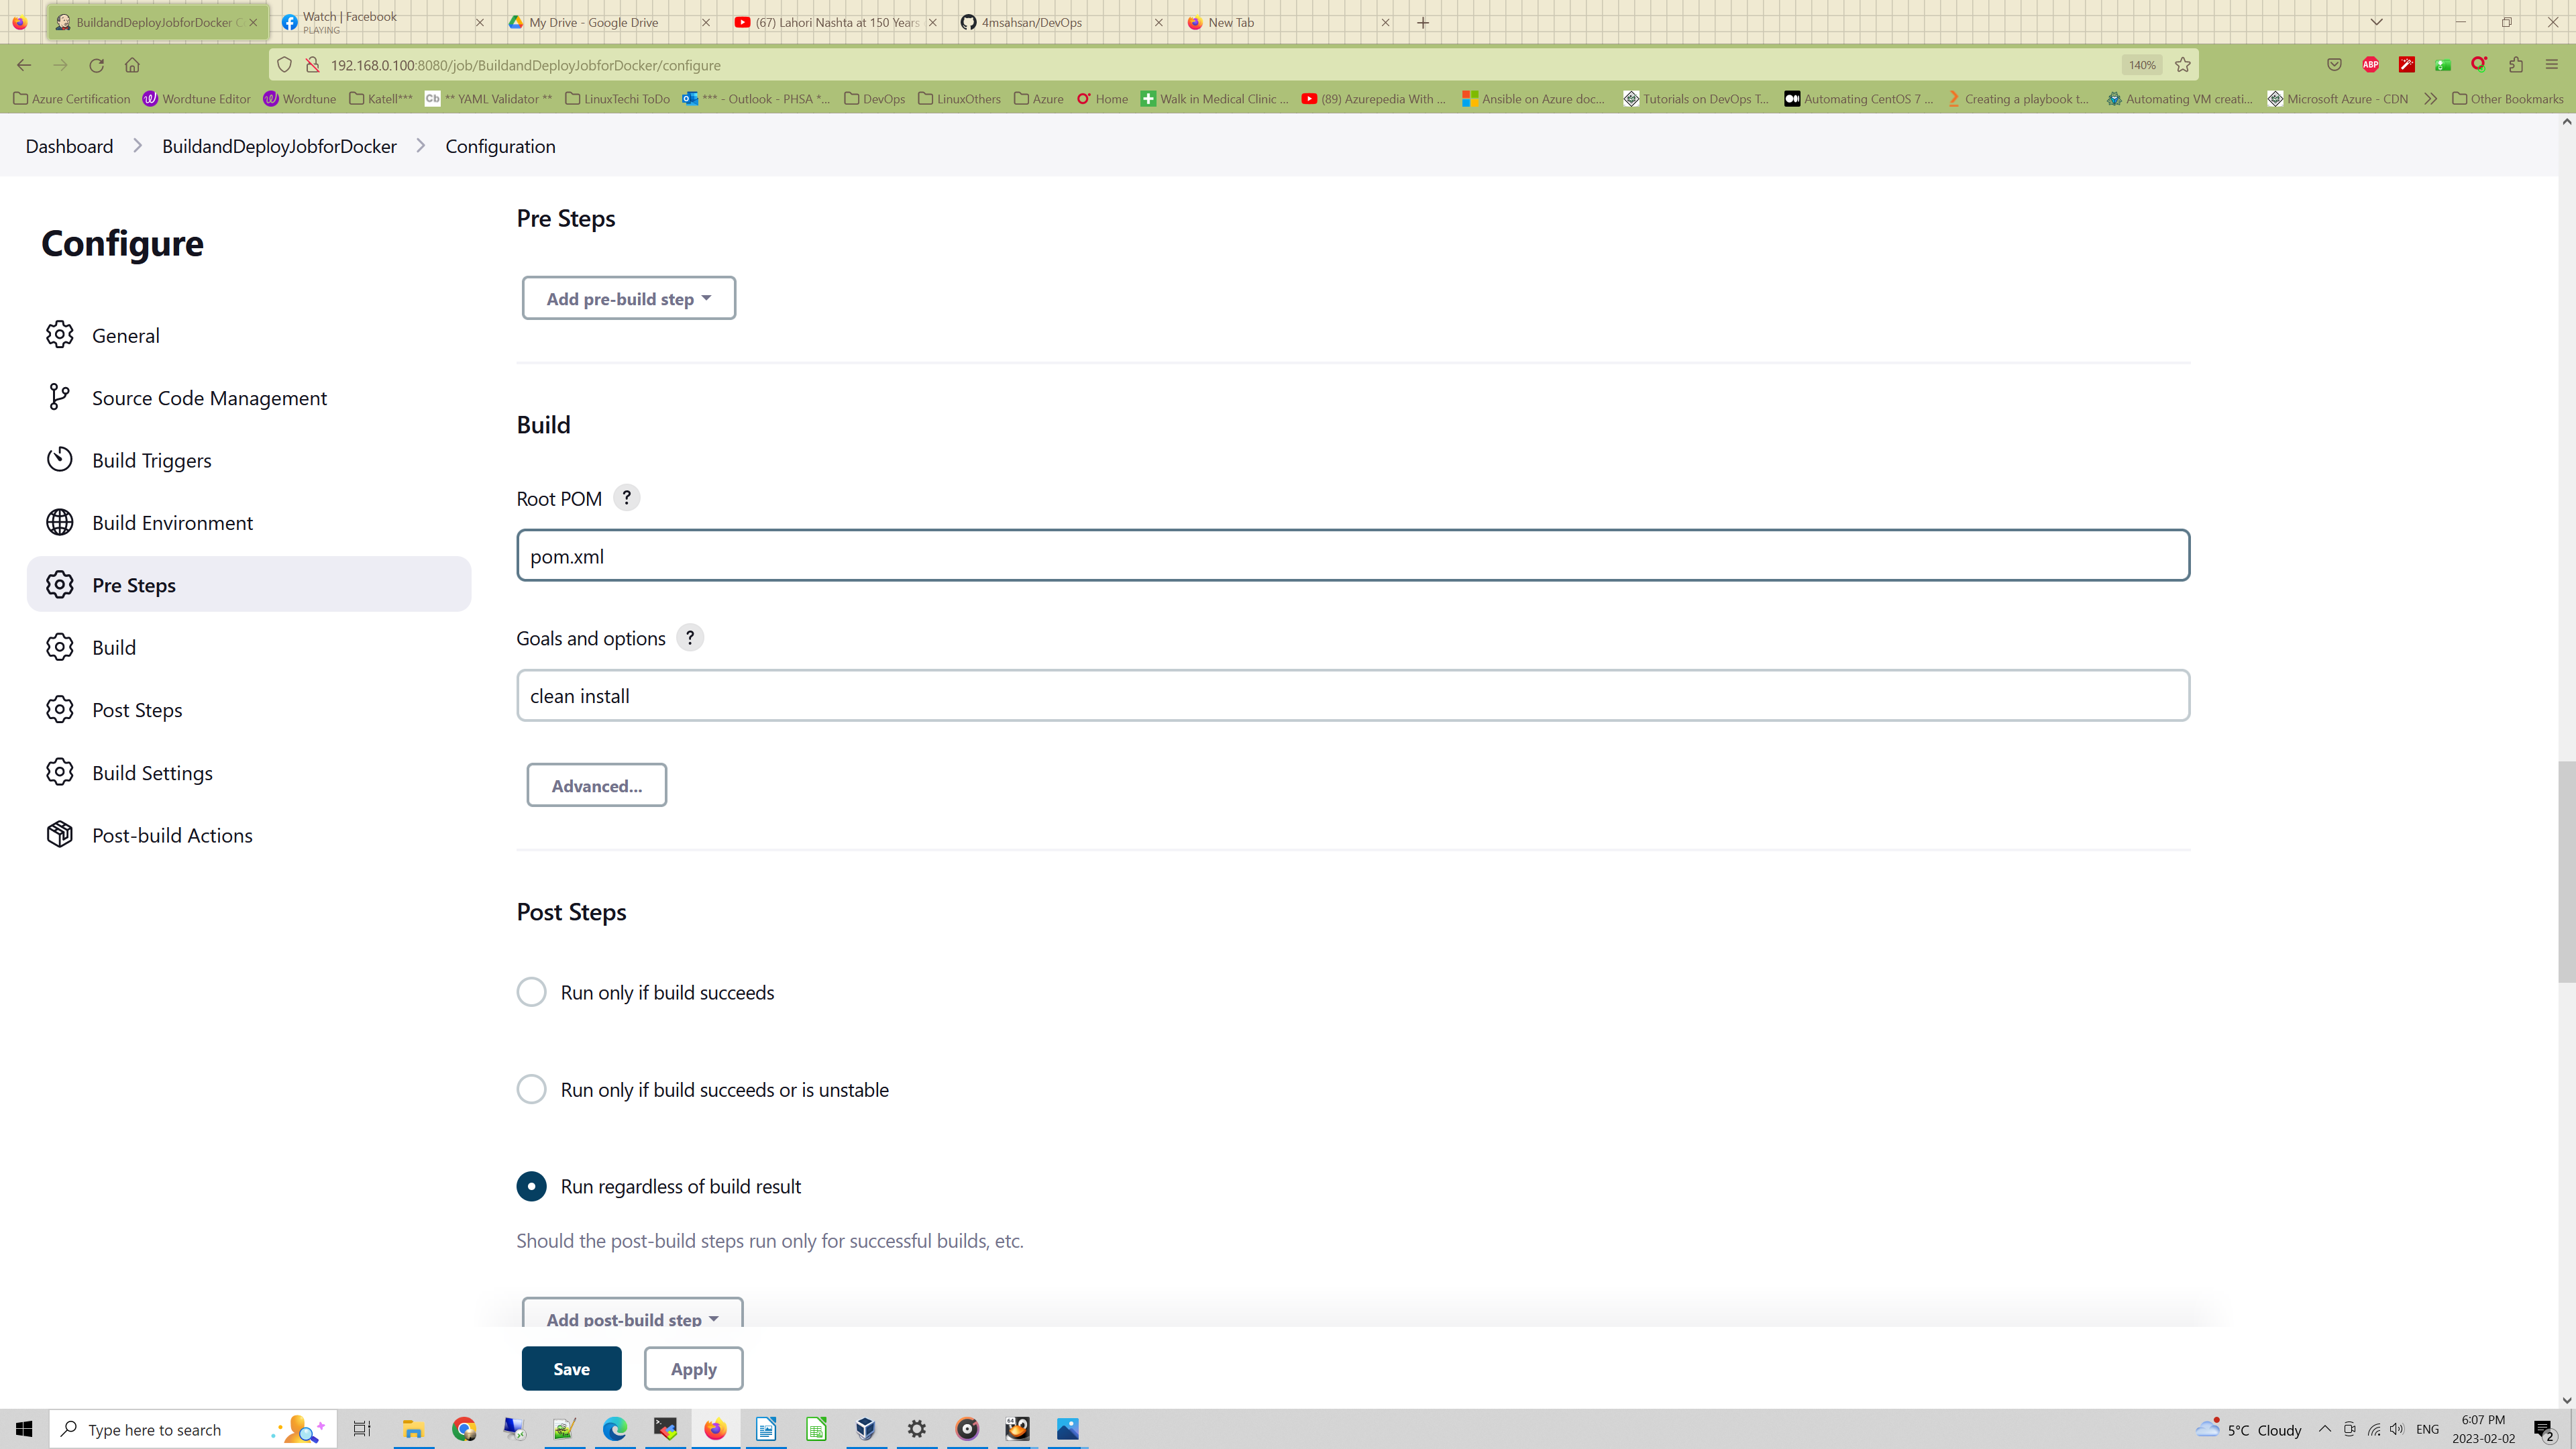 BuildandDeployJobforDocker C
Watch | Facebook
PLAYING
My Drive - Google Drive
(67) Lahori Nashta at 150 Years
4msahsan/DevOps
New Tab
192.168.0.100:8080/job/BuildandDeployJobforDocker/configure
140%
ABP
Azure Certification
Wordtune Editor
Wordtune
Katell***
Cb
** YAML Validator **
LinuxTechi ToDo
*** - Outlook - PHSA *...
DevOps
LinuxOthers
Azure
Home
Walk in Medical Clinic ...
(89) Azurepedia With ...
Ansible on Azure doc...
Tutorials on DevOps T...
Automating CentOS 7 ...
Creating a playbook t...
Automating VM creati...
Microsoft Azure - CDN
Other Bookmarks
Dashboard
BuildandDeployJobforDocker
Configuration
Configure
General
Source Code Management
Build Triggers
Build Environment
Pre Steps
Build
Post Steps
Build Settings
Post-build Actions
Pre Steps
Add pre-build step
Build
Root POM ?
pom.xml
Goals and options ?
clean install
Advanced...
Post Steps
Run only if build succeeds
Run only if build succeeds or is unstable
Run regardless of build result
Should the post-build steps run only for successful builds, etc.
Add post-build step
Save
Apply
Type here to search
5°C Cloudy
ENG
6:07 PM
2023-02-02
2